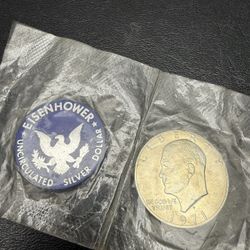 EISENHOWER
UNCIRCULATED SILVER DOLLAR
LIBERTY
IN GOD WE
TRUST
1971